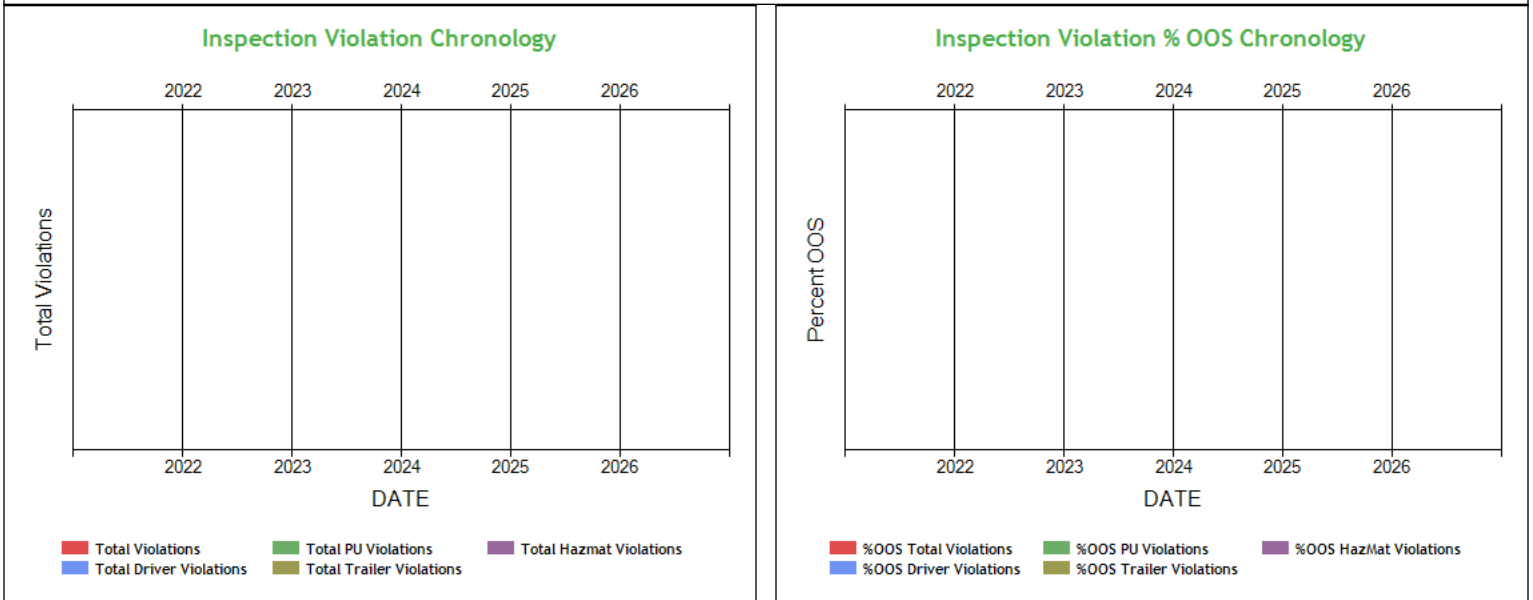 Inspection Violation Chronology
2022 2023 2024 2025 2026
Total Violations
2022 2023 2024 2025 2026
DATE
Total Violations Total PU Violations Total Hazmat Violations
Total Driver Violations Total Trailer Violations
Inspection Violation % OOS Chronology
2022 2023 2024 2025 2026
Percent OOS
2022 2023 2024 2025 2026
DATE
%OOS Total Violations %OOS PU Violations %OOS HazMat Violations
%OOS Driver Violations %OOS Trailer Violations